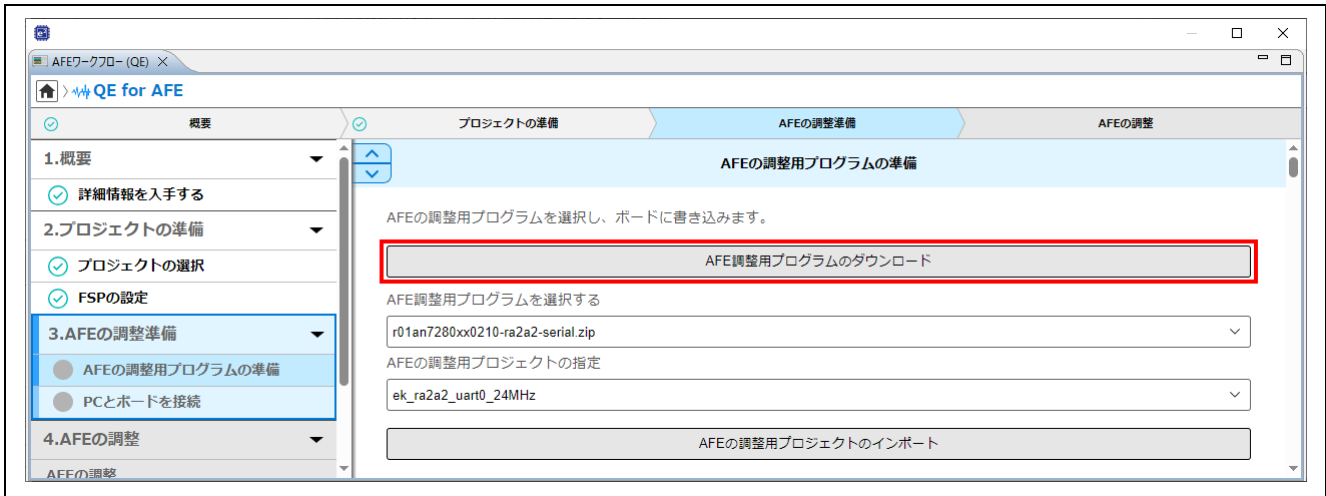 AFEワークフロー (QE)
QE for AFE
概要
プロジェクトの準備
AFEの調整準備
AFEの調整
1.概要
詳細情報を入手する
2.プロジェクトの準備
プロジェクトの選択
FSPの設定
3.AFEの調整準備
AFEの調整用プログラムの準備
PCとボードを接続
4.AFEの調整
AFEの調整
AFEの調整用プログラムの準備
AFEの調整用プログラムを選択し、ボードに書き込みます。
AFE調整用プログラムのダウンロード
AFE調整用プログラムを選択する
r01an7280xx0210-ra2a2-serial.zip
AFEの調整用プロジェクトの指定
ek_ra2a2_uart0_24MHz
AFEの調整用プロジェクトのインポート